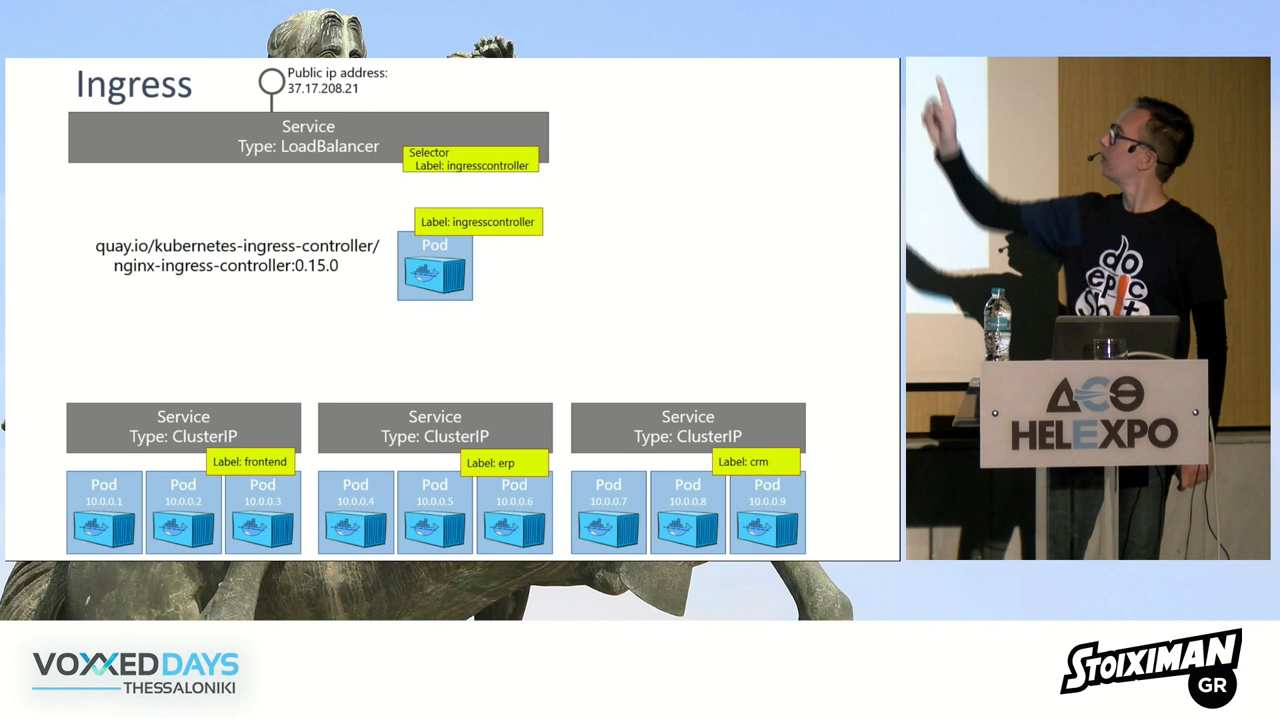 Ingress
Public ip address:
37.17.208.21
Service
Type: LoadBalancer
Selector
Label: ingresscontroller
Label: ingresscontroller
Pod
quay.io/kubernetes-ingress-controller/
nginx-ingress-controller:0.15.0
Service
Type: ClusterIP
Label: frontend
Pod
10.0.0.1
Pod
10.0.0.2
Pod
10.0.0.3
Service
Type: ClusterIP
Label: erp
Pod
10.0.0.4
Pod
10.0.0.5
Pod
10.0.0.6
Service
Type: ClusterIP
Label: crm
Pod
10.0.0.7
Pod
10.0.0.8
Pod
10.0.0.9
do
epic
Shit
ΔΕΘ
HELEXPO
VOXXED DAYS
THESSALONIKI
STOIXIMAN
GR